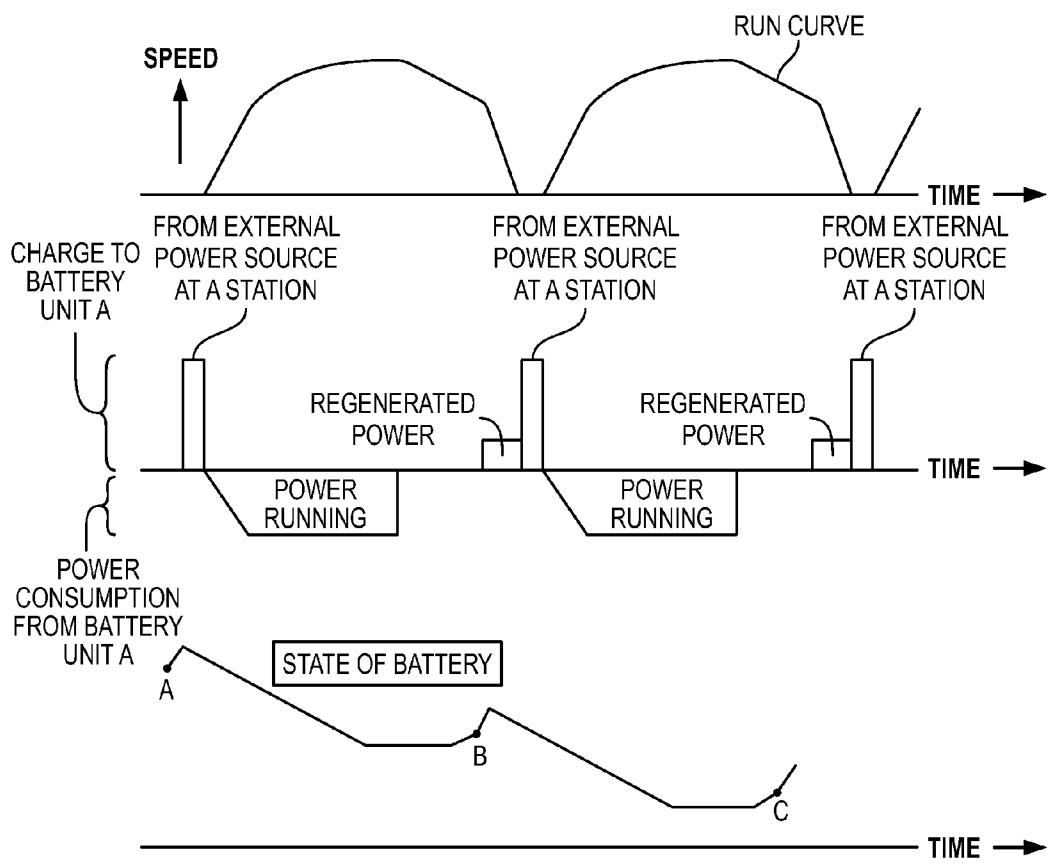 RUN CURVE
SPEED
TIME
FROM EXTERNAL
POWER SOURCE
AT A STATION
FROM EXTERNAL
POWER SOURCE
AT A STATION
FROM EXTERNAL
POWER SOURCE
AT A STATION
CHARGE TO
BATTERY
UNIT A
REGENERATED
POWER
REGENERATED
POWER
TIME
POWER
RUNNING
POWER
RUNNING
POWER
CONSUMPTION
FROM BATTERY
UNIT A
STATE OF BATTERY
A
B
C
TIME